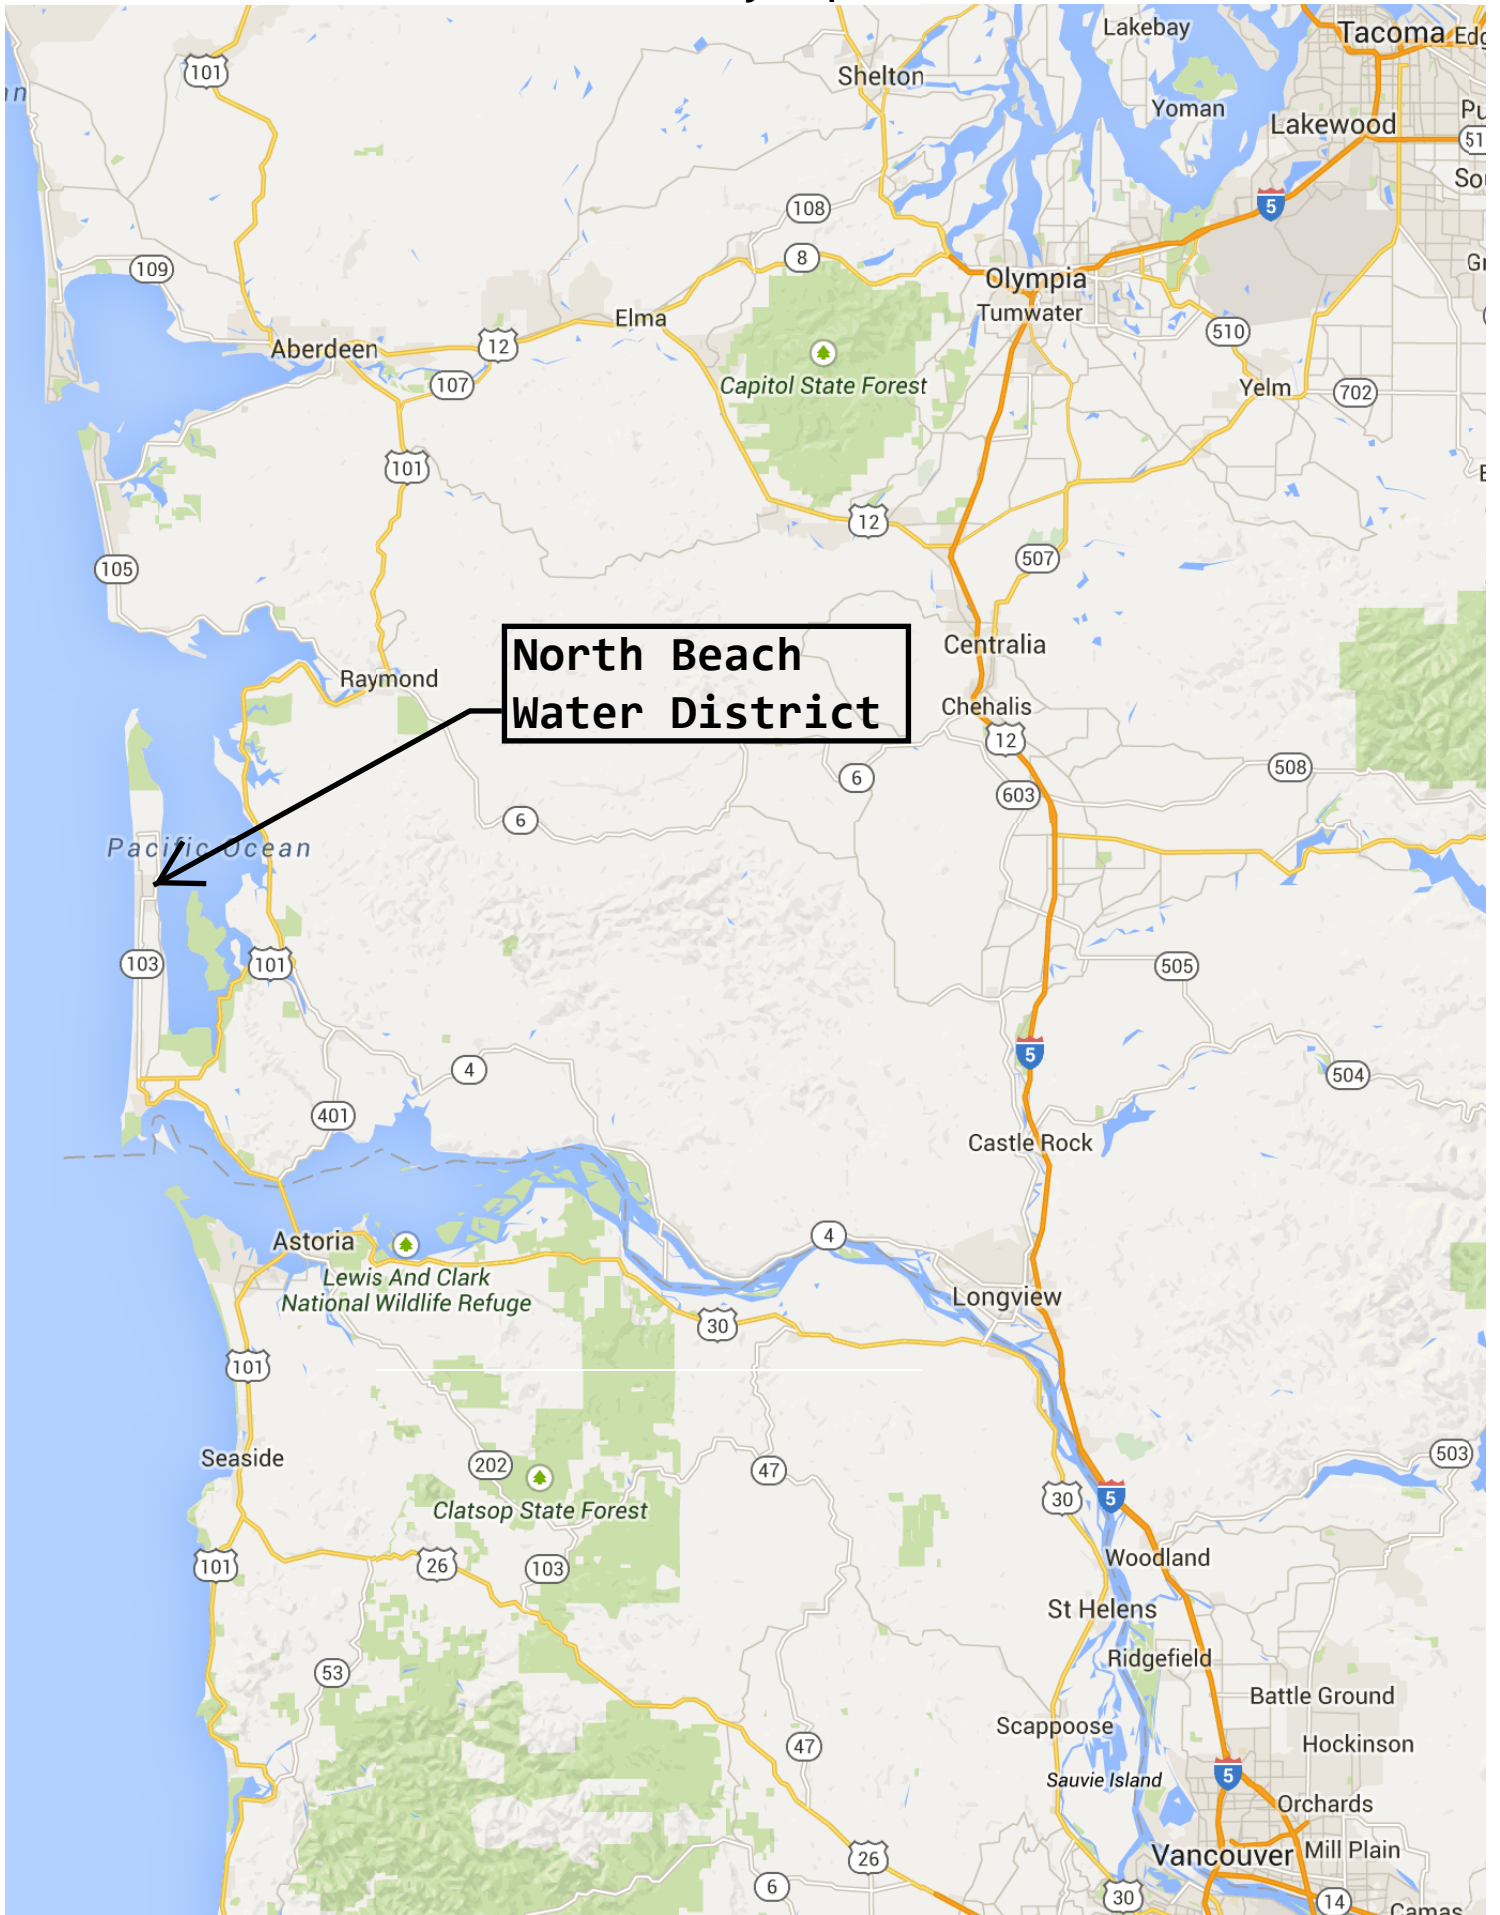 Lakebay
Tacoma
101
Shelton
Yoman
Lakewood
5
108
109
8
Olympia
Tumwater
Elma
510
Aberdeen
12
107
Capitol State Forest
Yelm
702
101
12
507
105
North Beach
Water District
Centralia
Raymond
Chehalis
12
508
6
603
6
Pacific Ocean
103
101
505
5
4
504
401
Castle Rock
4
Astoria
Lewis And Clark
National Wildlife Refuge
Longview
30
101
Seaside
202
47
503
Clatsop State Forest
30
5
101
26
103
Woodland
St Helens
53
Ridgefield
Battle Ground
Scappoose
47
Hockinson
Sauvie Island
5
Orchards
Vancouver
Mill Plain
26
6
30
14
Camas